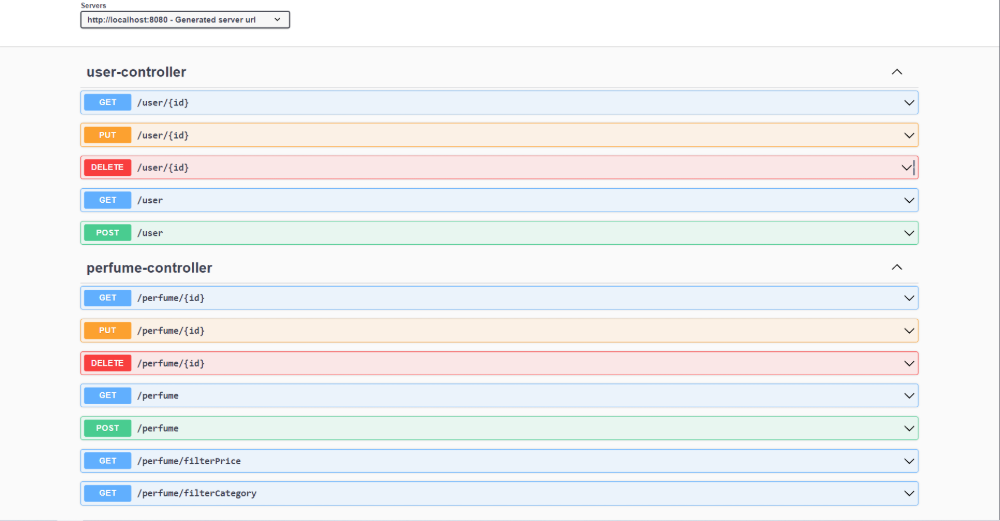 Servers
http://localhost:8080 - Generated server url
user-controller
GET /user/{id}
PUT /user/{id}
DELETE /user/{id}
GET /user
POST /user
perfume-controller
GET /perfume/{id}
PUT /perfume/{id}
DELETE /perfume/{id}
GET /perfume
POST /perfume
GET /perfume/filterPrice
GET /perfume/filterCategory